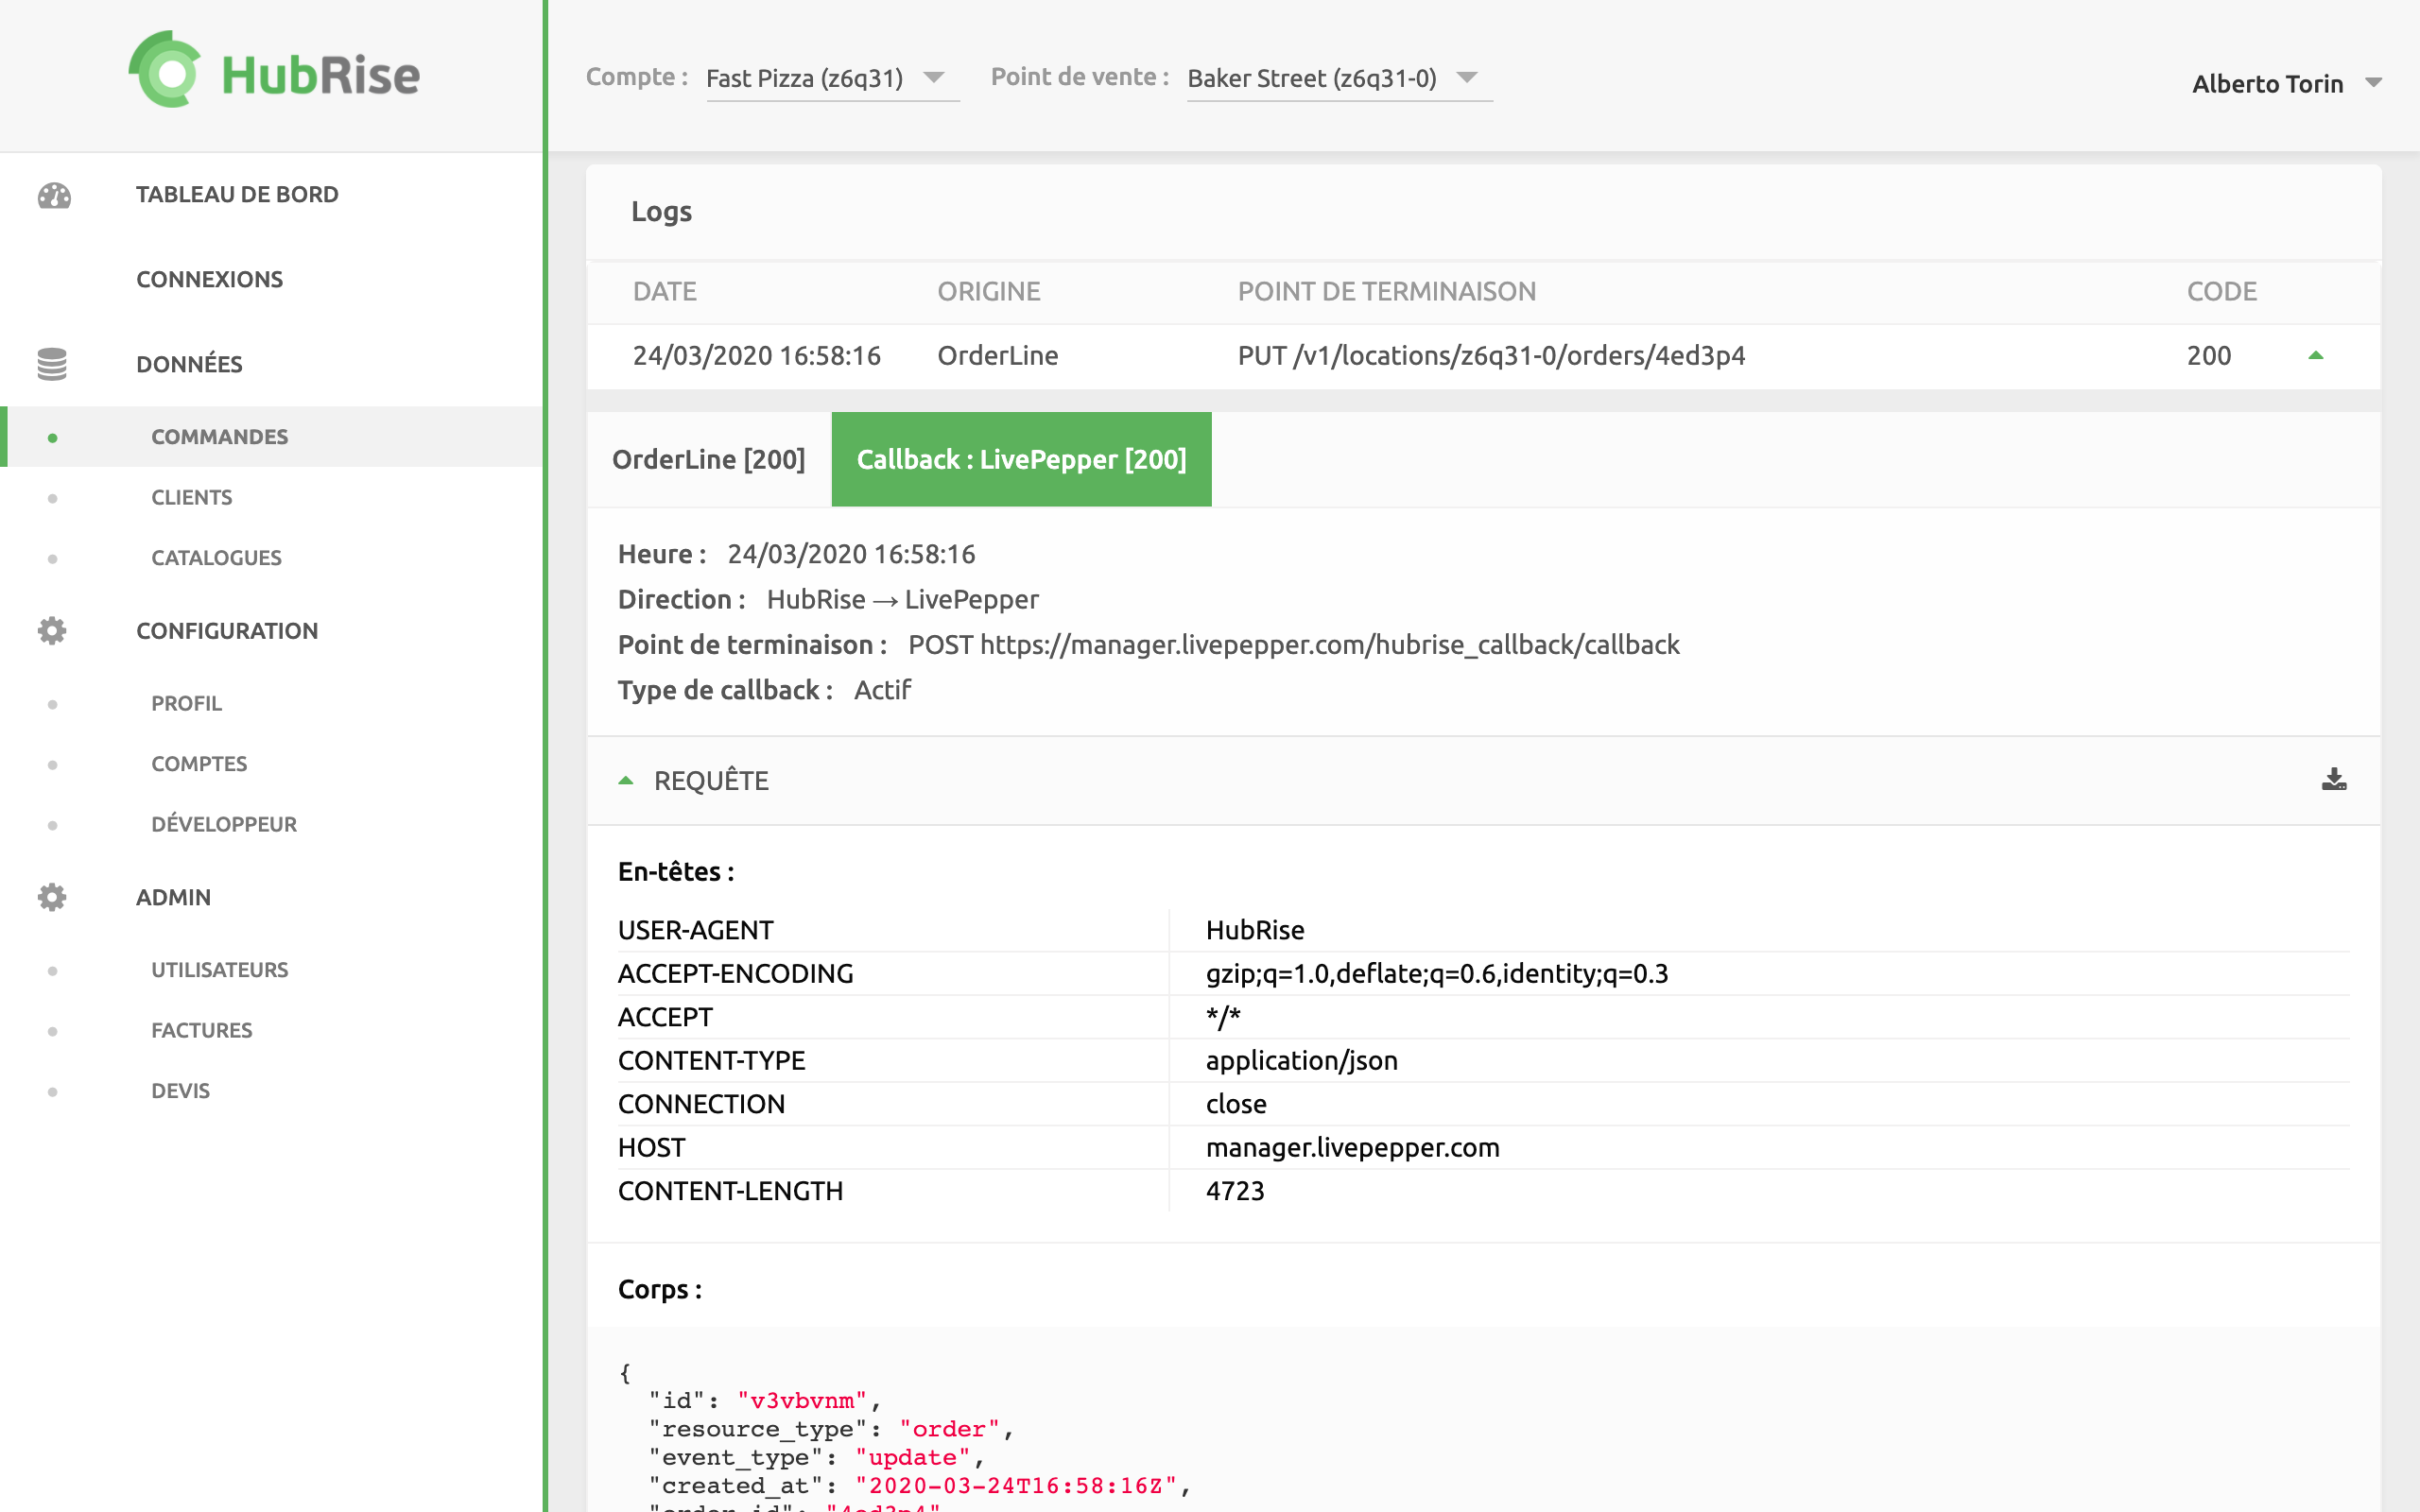 HubRise
Compte : Fast Pizza (z6q31) Point de vente : Baker Street (z6q31-0)
Alberto Torin
TABLEAU DE BORD
CONNEXIONS
DONNÉES
COMMANDES
CLIENTS
CATALOGUES
CONFIGURATION
PROFIL
COMPTES
DÉVELOPPEUR
ADMIN
UTILISATEURS
FACTURES
DEVIS
Logs
DATE ORIGINE POINT DE TERMINAISON CODE
24/03/2020 16:58:16 OrderLine PUT /v1/locations/z6q31-0/orders/4ed3p4 200
OrderLine [200] Callback : LivePepper [200]
Heure : 24/03/2020 16:58:16
Direction : HubRise → LivePepper
Point de terminaison : POST https://manager.livepepper.com/hubrise_callback/callback
Type de callback : Actif
REQUÊTE
En-têtes :
USER-AGENT HubRise
ACCEPT-ENCODING gzip;q=1.0,deflate;q=0.6,identity;q=0.3
ACCEPT */*
CONTENT-TYPE application/json
CONNECTION close
HOST manager.livepepper.com
CONTENT-LENGTH 4723
Corps :
{
"id": "v3vbvnm",
"resource_type": "order",
"event_type": "update",
"created_at": "2020-03-24T16:58:16Z",